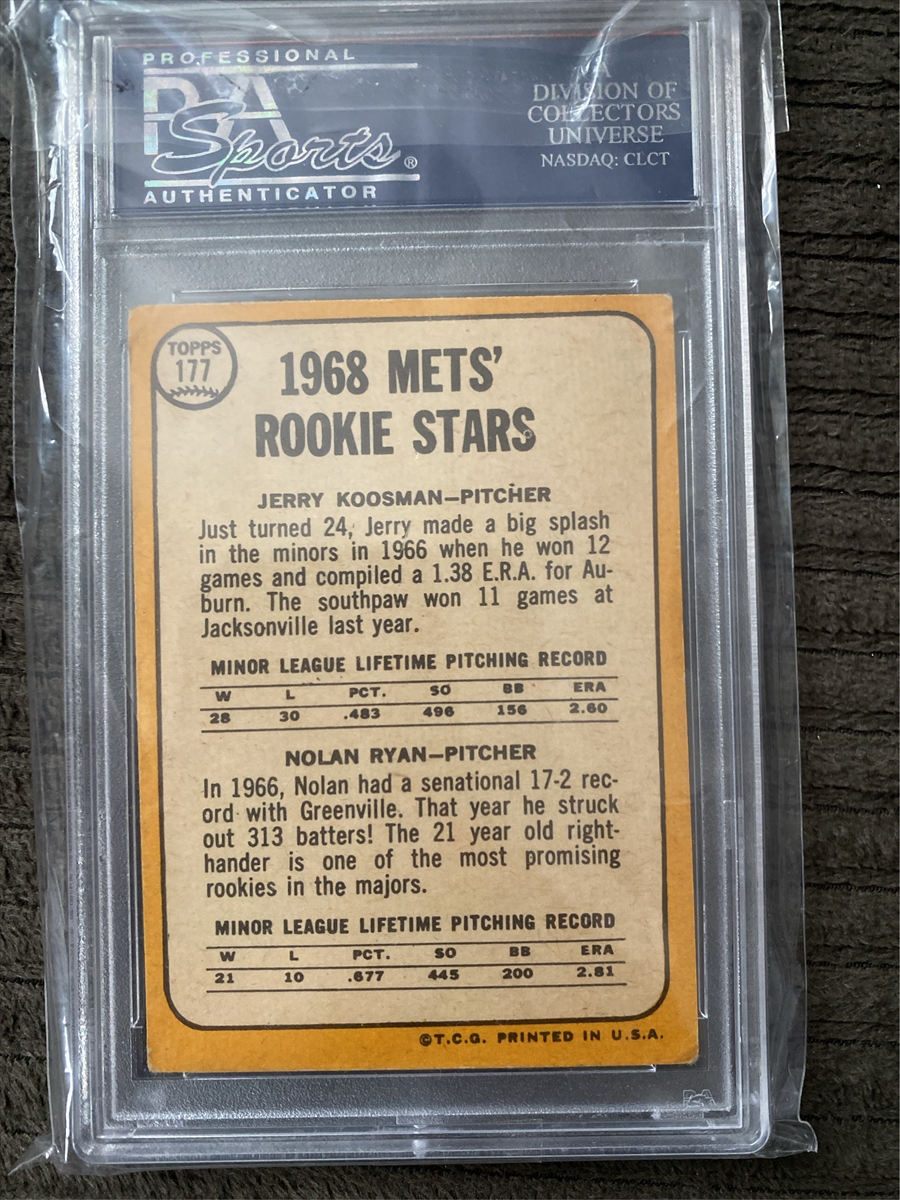 PROFESSIONAL
PSA
Sports®
AUTHENTICATOR
A
DIVISION OF
COLLECTORS
UNIVERSE
NASDAQ: CLCT
TOPPS
177
1968 METS'
ROOKIE STARS
JERRY KOOSMAN—PITCHER
Just turned 24, Jerry made a big splash
in the minors in 1966 when he won 12
games and compiled a 1.38 E.R.A. for Au-
burn. The southpaw won 11 games at
Jacksonville last year.
MINOR LEAGUE LIFETIME PITCHING RECORD
W L PCT. SO BB ERA
28 30 .483 496 156 2.60
NOLAN RYAN—PITCHER
In 1966, Nolan had a senational 17-2 rec-
ord with Greenville. That year he struck
out 313 batters! The 21 year old right-
hander is one of the most promising
rookies in the majors.
MINOR LEAGUE LIFETIME PITCHING RECORD
W L PCT. SO BB ERA
21 10 .677 445 200 2.81
©T.C.G. PRINTED IN U.S.A.
PSA